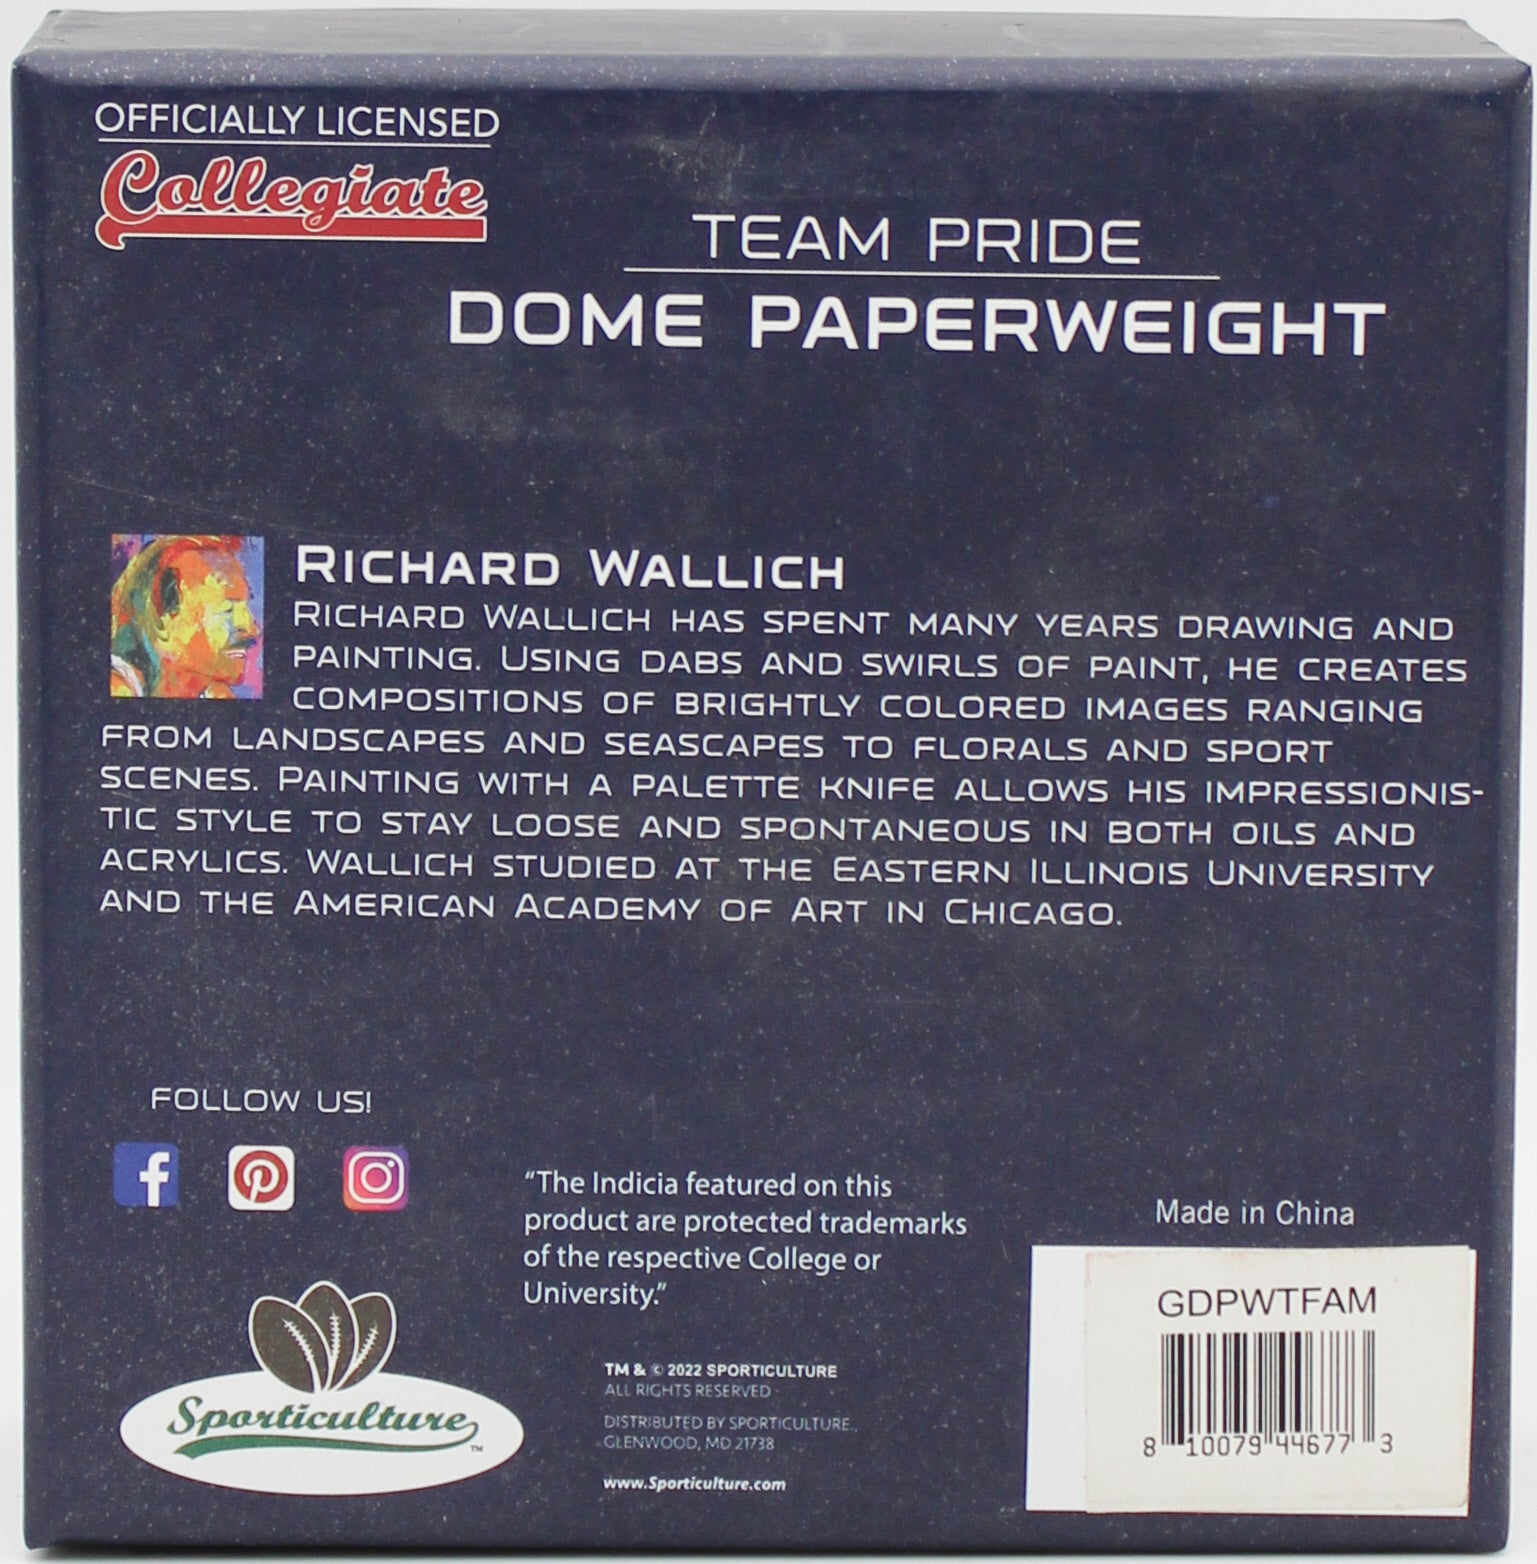 OFFICIALLY LICENSED
Collegiate
TEAM PRIDE
DOME PAPERWEIGHT
RICHARD WALLICH
RICHARD WALLICH HAS SPENT MANY YEARS DRAWING AND
PAINTING. USING DABS AND SWIRLS OF PAINT, HE CREATES
COMPOSITIONS OF BRIGHTLY COLORED IMAGES RANGING
FROM LANDSCAPES AND SEASCAPES TO FLORALS AND SPORT
SCENES. PAINTING WITH A PALETTE KNIFE ALLOWS HIS IMPRESSIONIS-
TIC STYLE TO STAY LOOSE AND SPONTANEOUS IN BOTH OILS AND
ACRYLICS. WALLICH STUDIED AT THE EASTERN ILLINOIS UNIVERSITY
AND THE AMERICAN ACADEMY OF ART IN CHICAGO.
FOLLOW US!
"The Indicia featured on this
product are protected trademarks
of the respective College or
University."
Sporticulture™
TM & © 2022 SPORTICULTURE
ALL RIGHTS RESERVED
DISTRIBUTED BY SPORTICULTURE.,
GLENWOOD, MD 21738
www.Sporticulture.com
Made in China
GDPWTFAM
8 10079 44677 3